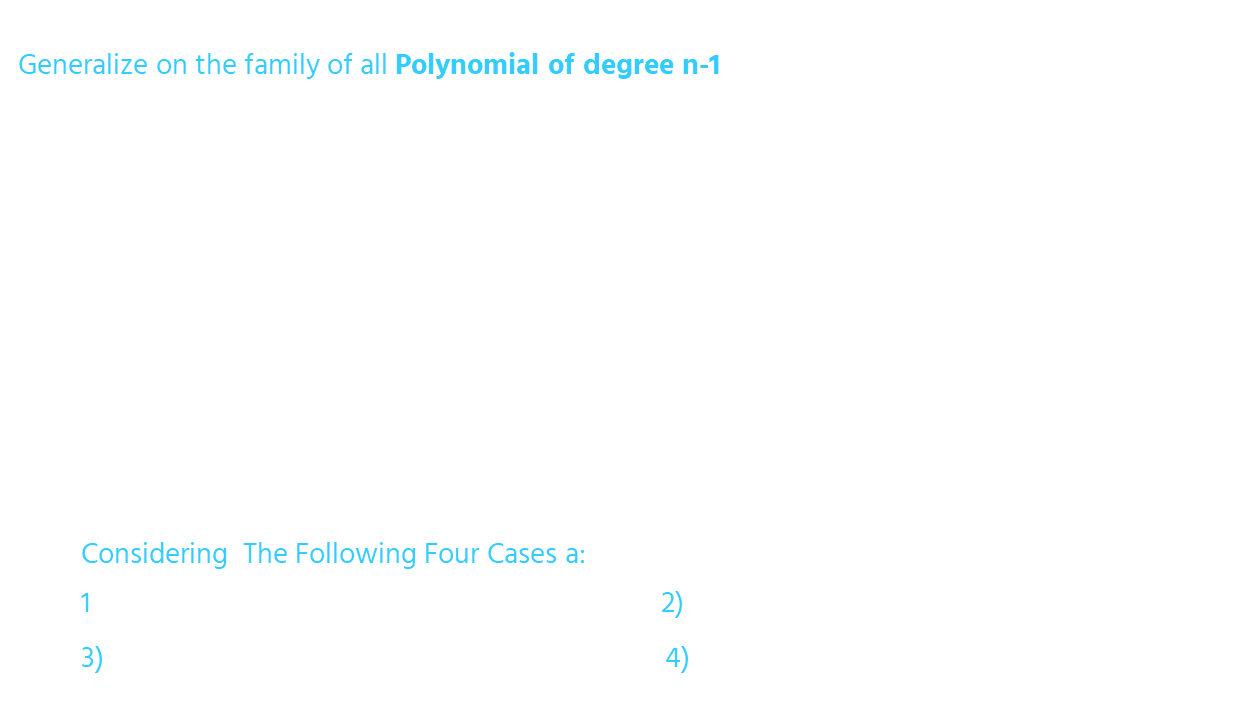 Generalize on the family of all Polynomial of degree n-1
Considering  The Following Four Cases a:
1
2)
3)
4)